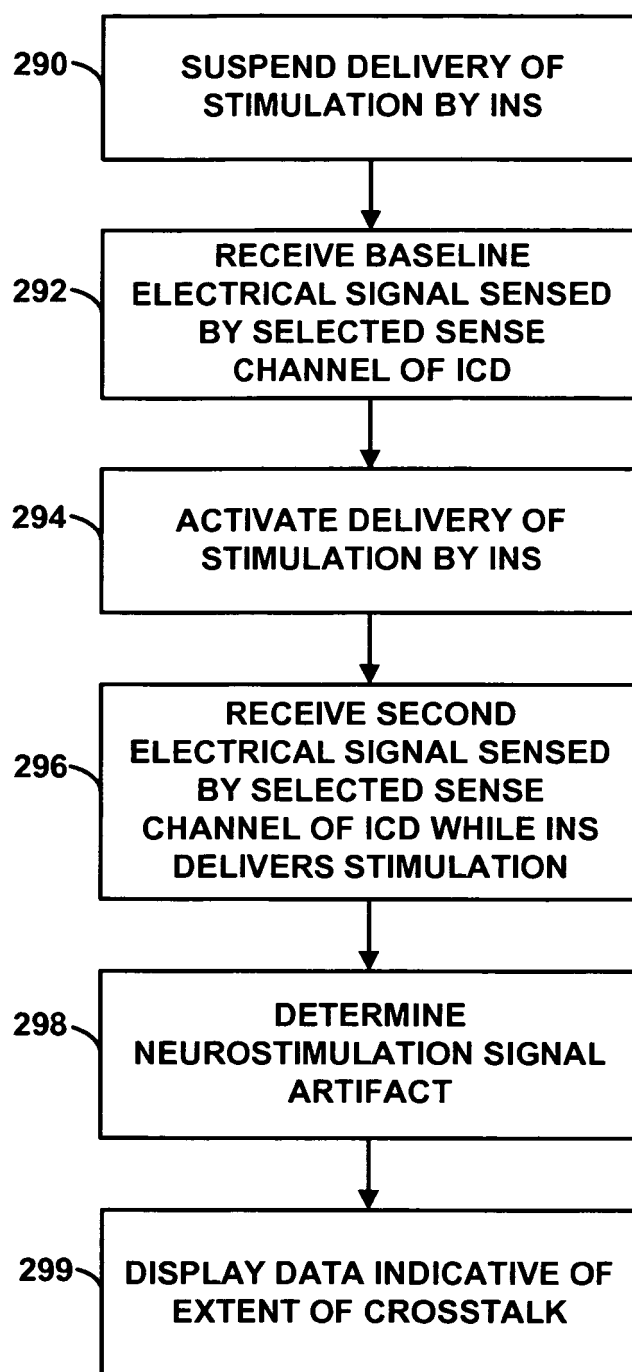 290
SUSPEND DELIVERY OF
STIMULATION BY INS
292
RECEIVE BASELINE
ELECTRICAL SIGNAL SENSED
BY SELECTED SENSE
CHANNEL OF ICD
294
ACTIVATE DELIVERY OF
STIMULATION BY INS
296
RECEIVE SECOND
ELECTRICAL SIGNAL SENSED
BY SELECTED SENSE
CHANNEL OF ICD WHILE INS
DELIVERS STIMULATION
298
DETERMINE
NEUROSTIMULATION SIGNAL
ARTIFACT
299
DISPLAY DATA INDICATIVE OF
EXTENT OF CROSSTALK